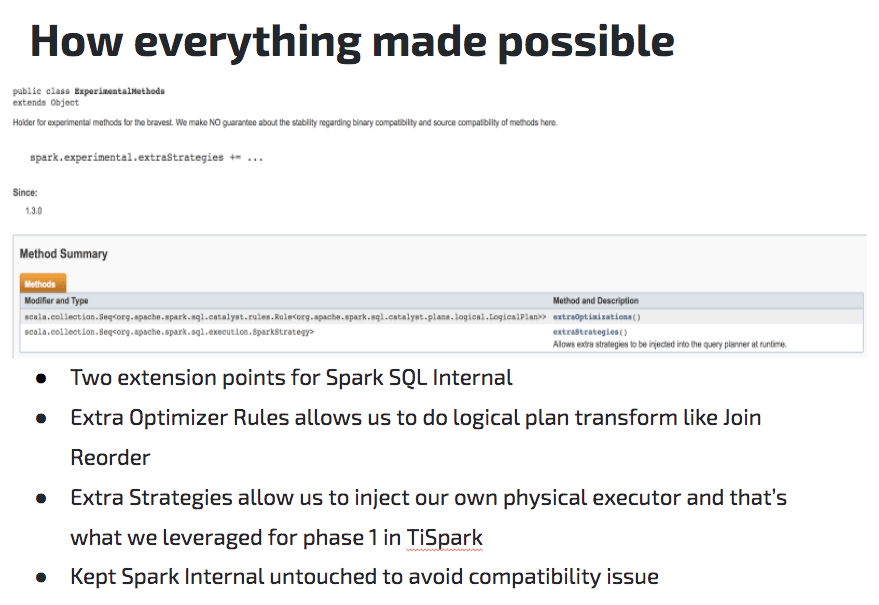 How everything made possible
public class ExperimentalMethods
extends Object
Holder for experimental methods for the bravest. We make NO guarantee about the stability regarding binary compatibility and source compatibility of methods here.
spark.experimental.extraStrategies += ...
Since:
1.3.0
Method Summary
Methods
Modifier and Type Method and Description
scala.collection.Seq<org.apache.spark.sql.catalyst.rules.Rule<org.apache.spark.sql.catalyst.plans.logical.LogicalPlan>> extraOptimizations()
scala.collection.Seq<org.apache.spark.sql.execution.SparkStrategy> extraStrategies()
Allows extra strategies to be injected into the query planner at runtime.
● Two extension points for Spark SQL Internal
● Extra Optimizer Rules allows us to do logical plan transform like Join
Reorder
● Extra Strategies allow us to inject our own physical executor and that's
what we leveraged for phase 1 in TiSpark
● Kept Spark Internal untouched to avoid compatibility issue